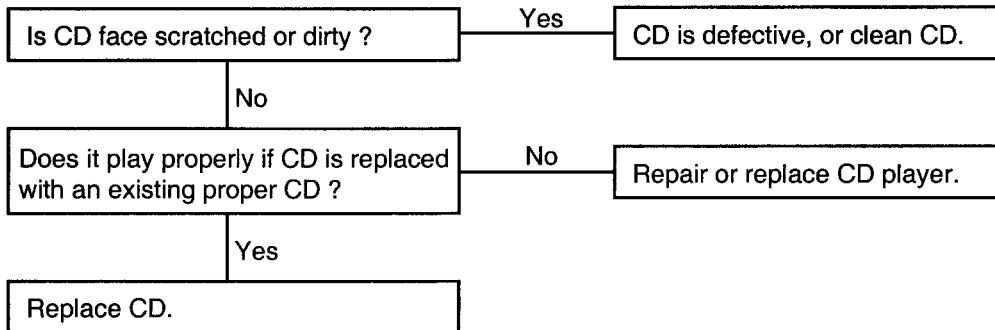 Is CD face scratched or dirty ?
Yes
CD is defective, or clean CD.
No
Does it play properly if CD is replaced
with an existing proper CD ?
No
Repair or replace CD player.
Yes
Replace CD.